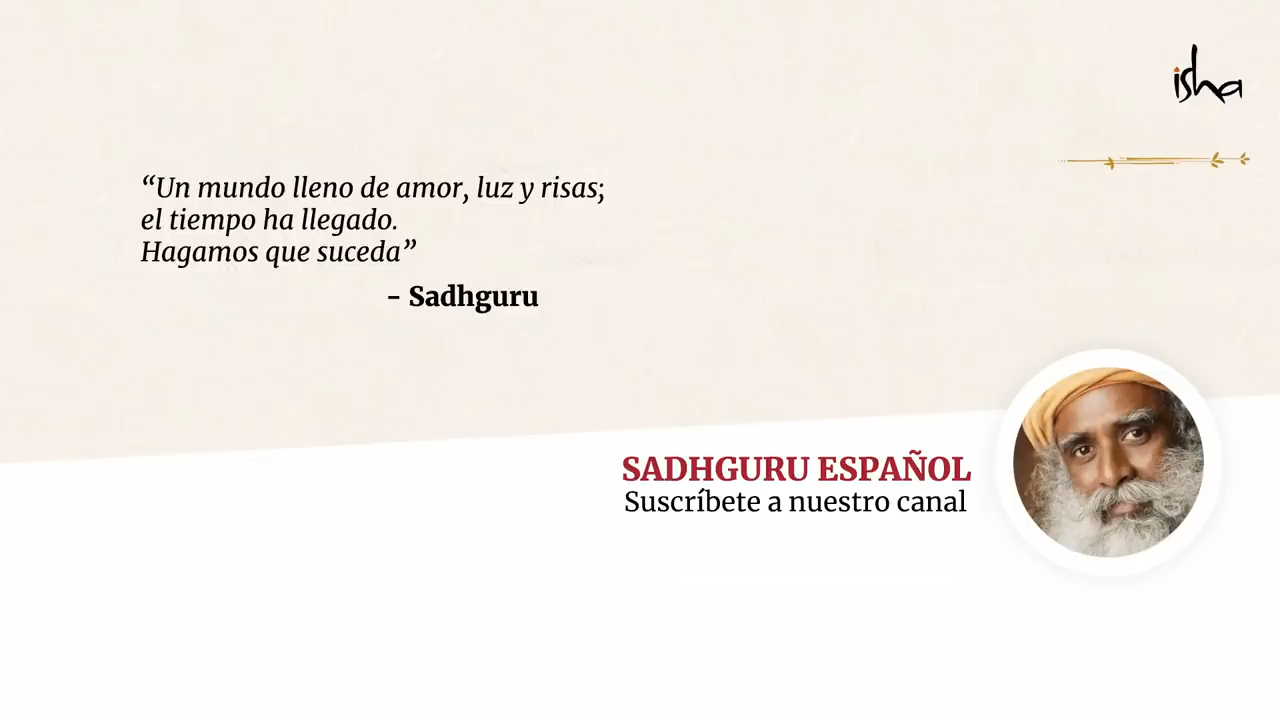 isha
“Un mundo lleno de amor, luz y risas;
el tiempo ha llegado.
Hagamos que suceda”
- Sadhguru
SADHGURU ESPAÑOL
Suscríbete a nuestro canal